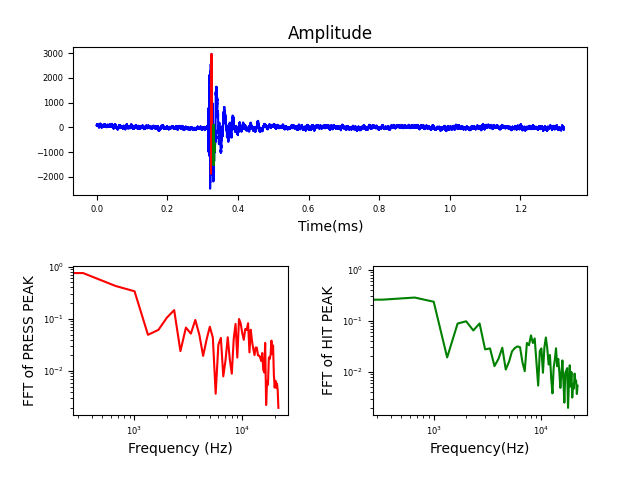 Amplitude
3000
2000
1000
0
−1000
−2000
0.0 0.2 0.4 0.6 0.8 1.0 1.2
Time(ms)
FFT of PRESS PEAK
10⁰
10⁻¹
10⁻²
10³ 10⁴
Frequency (Hz)
FFT of HIT PEAK
10⁰
10⁻¹
10⁻²
10³ 10⁴
Frequency(Hz)